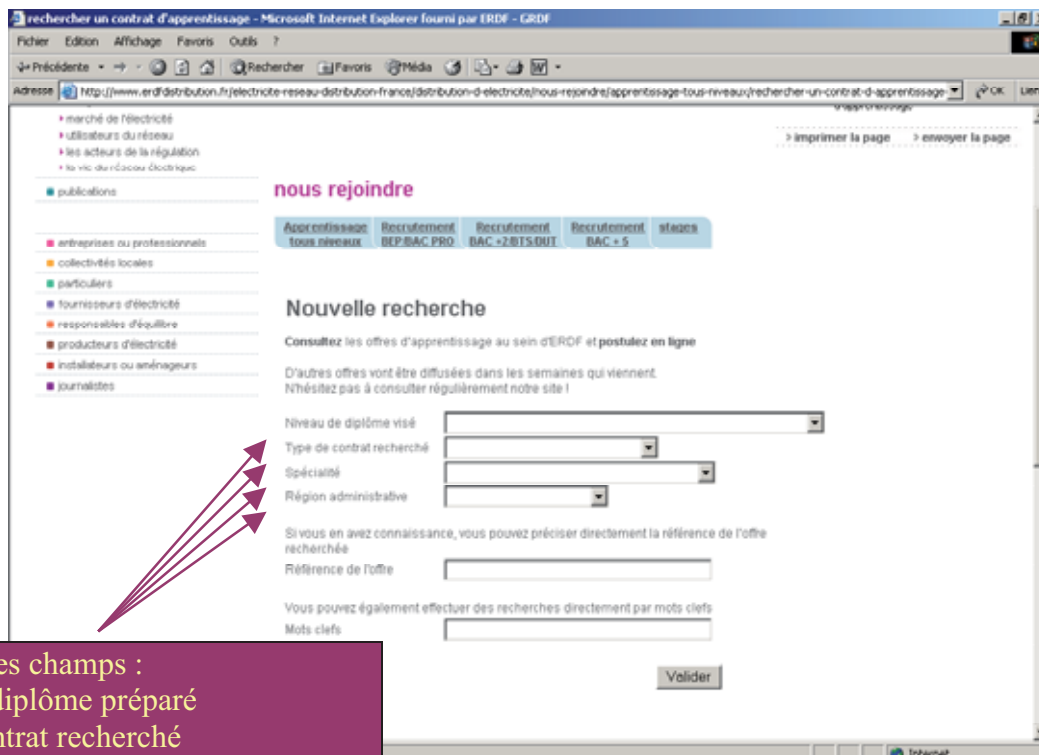 rechercher un contrat d'apprentissage - Microsoft Internet Explorer fourni par ERDF - GRDF
Fichier Edition Affichage Favoris Outils ?
Précédente Rechercher Favoris Média
Adresse http://www.erdfdistribution.fr/electricite-reseau-distribution-france/distribution-d-electricite/nous-rejoindre/apprentissage-tous-niveaux/rechercher-un-contrat-d-apprentissage- OK Lien
d'apprentissage
marché de l'électricité
utilisateurs du réseau
les acteurs de la régulation
la vie du réseau électrique
> imprimer la page > envoyer la page
publications
nous rejoindre
Apprentissage tous niveaux
Recrutement BEP/BAC PRO
Recrutement BAC +2/BTS/DUT
Recrutement BAC + 5
stages
entreprises ou professionnels
collectivités locales
particuliers
fournisseurs d'électricité
responsables d'équilibre
producteurs d'électricité
installateurs ou aménageurs
journalistes
Nouvelle recherche
Consultez les offres d'apprentissage au sein d'ERDF et postulez en ligne
D'autres offres vont être diffusées dans les semaines qui viennent.
N'hésitez pas à consulter régulièrement notre site !
Niveau de diplôme visé
Type de contrat recherché
Spécialité
Région administrative
Si vous en avez connaissance, vous pouvez préciser directement la référence de l'offre
recherchée
Référence de l'offre
Vous pouvez également effectuer des recherches directement par mots clefs
Mots clefs
Valider
es champs :
diplôme préparé
ntrat recherché
Internet